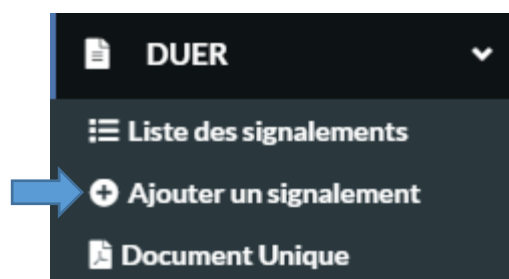 DUER
Liste des signalements
Ajouter un signalement
Document Unique